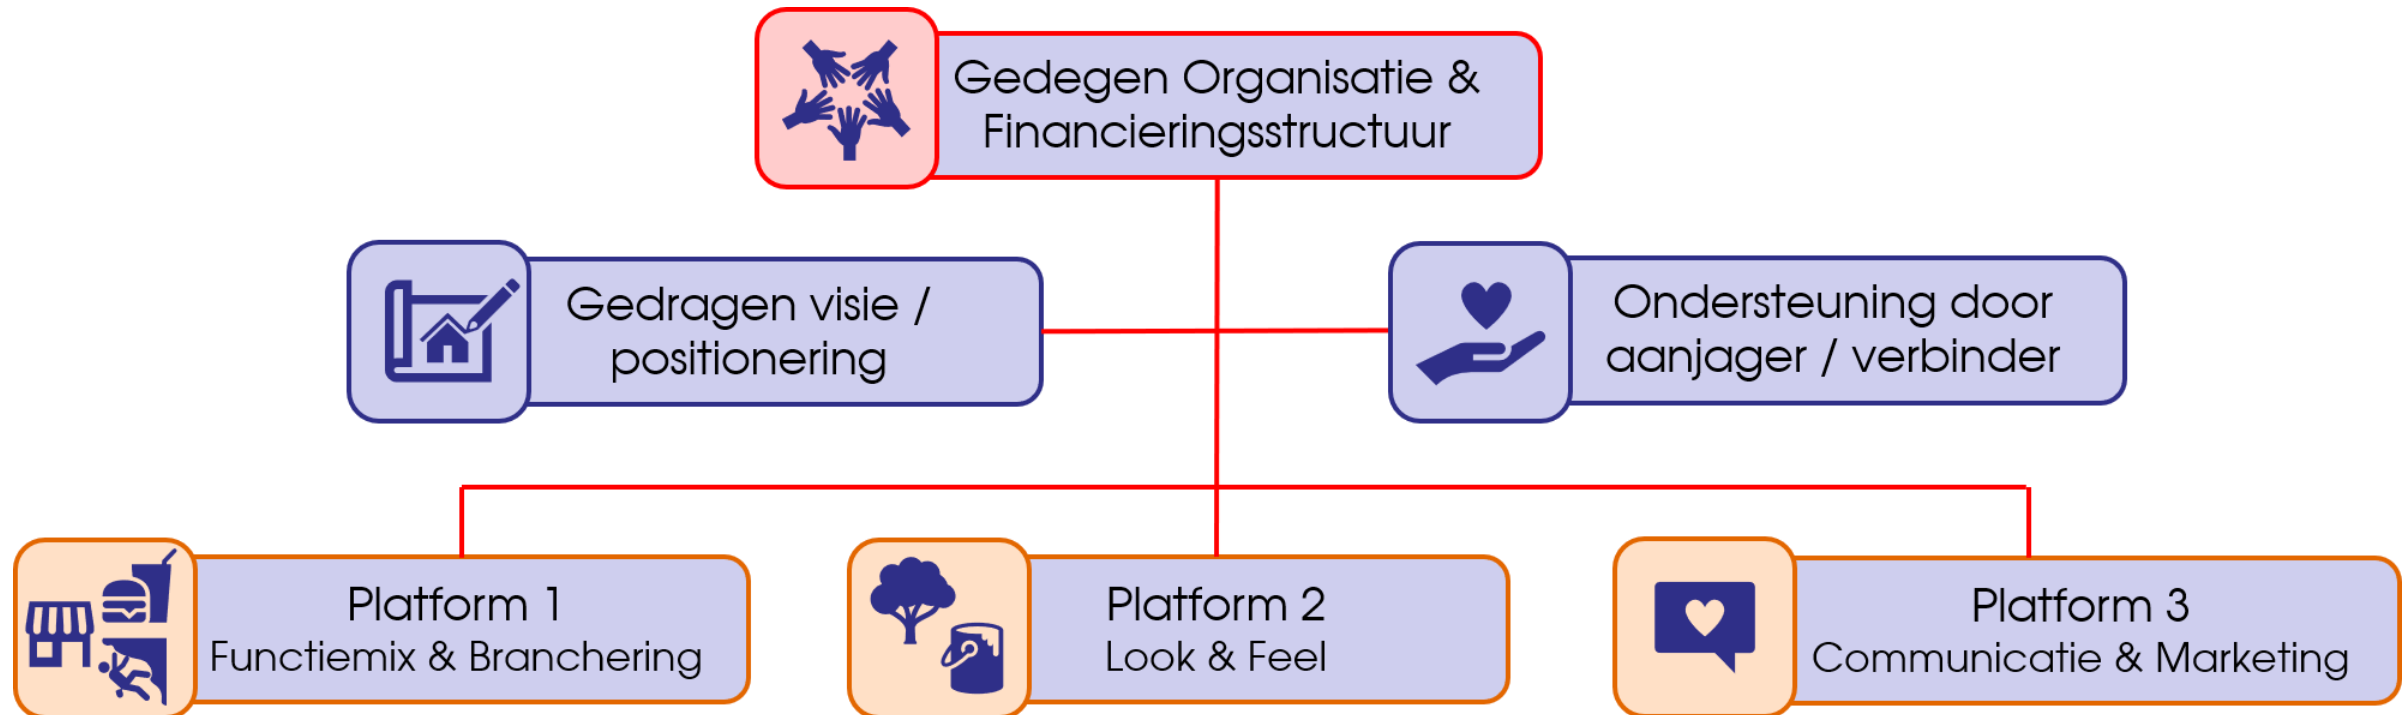 Gedegen Organisatie &
Financieringsstructuur
Gedragen visie /
positionering
Ondersteuning door
aanjager / verbinder
Platform 1
Functiemix & Branchering
Platform 2
Look & Feel
Platform 3
Communicatie & Marketing